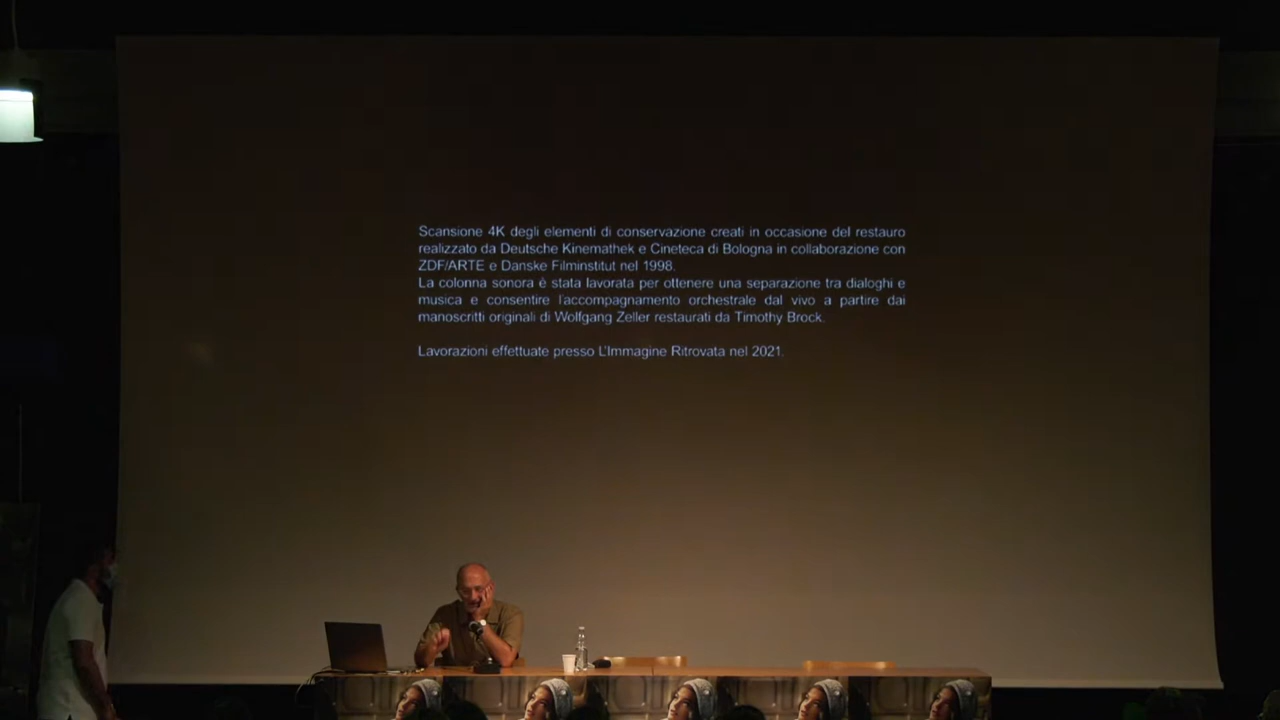 Scansione 4K degli elementi di conservazione creati in occasione del restauro
realizzato da Deutsche Kinemathek e Cineteca di Bologna in collaborazione con
ZDF/ARTE e Danske Filminstitut nel 1998.
La colonna sonora è stata lavorata per ottenere una separazione tra dialoghi e
musica e consentire l'accompagnamento orchestrale dal vivo a partire dai
manoscritti originali di Wolfgang Zeller restaurati da Timothy Brock.
Lavorazioni effettuate presso L'Immagine Ritrovata nel 2021.